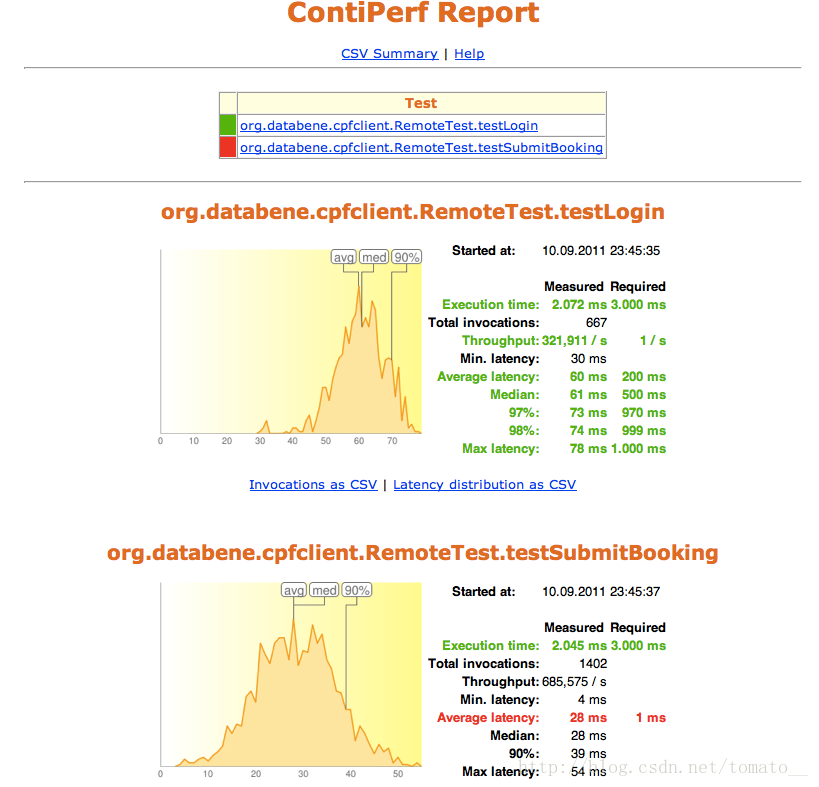 ContiPerf Report
CSV Summary | Help
Test
org.databene.cpfclient.RemoteTest.testLogin
org.databene.cpfclient.RemoteTest.testSubmitBooking
org.databene.cpfclient.RemoteTest.testLogin
avg med 90%
0 10 20 30 40 50 60 70
Started at: 10.09.2011 23:45:35
Measured Required
Execution time: 2.072 ms 3.000 ms
Total invocations: 667
Throughput: 321,911 / s 1 / s
Min. latency: 30 ms
Average latency: 60 ms 200 ms
Median: 61 ms 500 ms
97%: 73 ms 970 ms
98%: 74 ms 999 ms
Max latency: 78 ms 1.000 ms
Invocations as CSV | Latency distribution as CSV
org.databene.cpfclient.RemoteTest.testSubmitBooking
avg med 90%
0 10 20 30 40 50
Started at: 10.09.2011 23:45:37
Measured Required
Execution time: 2.045 ms 3.000 ms
Total invocations: 1402
Throughput: 685,575 / s
Min. latency: 4 ms
Average latency: 28 ms 1 ms
Median: 28 ms
90%: 39 ms
Max latency: 54 ms
http://blog.csdn.net/tomato__